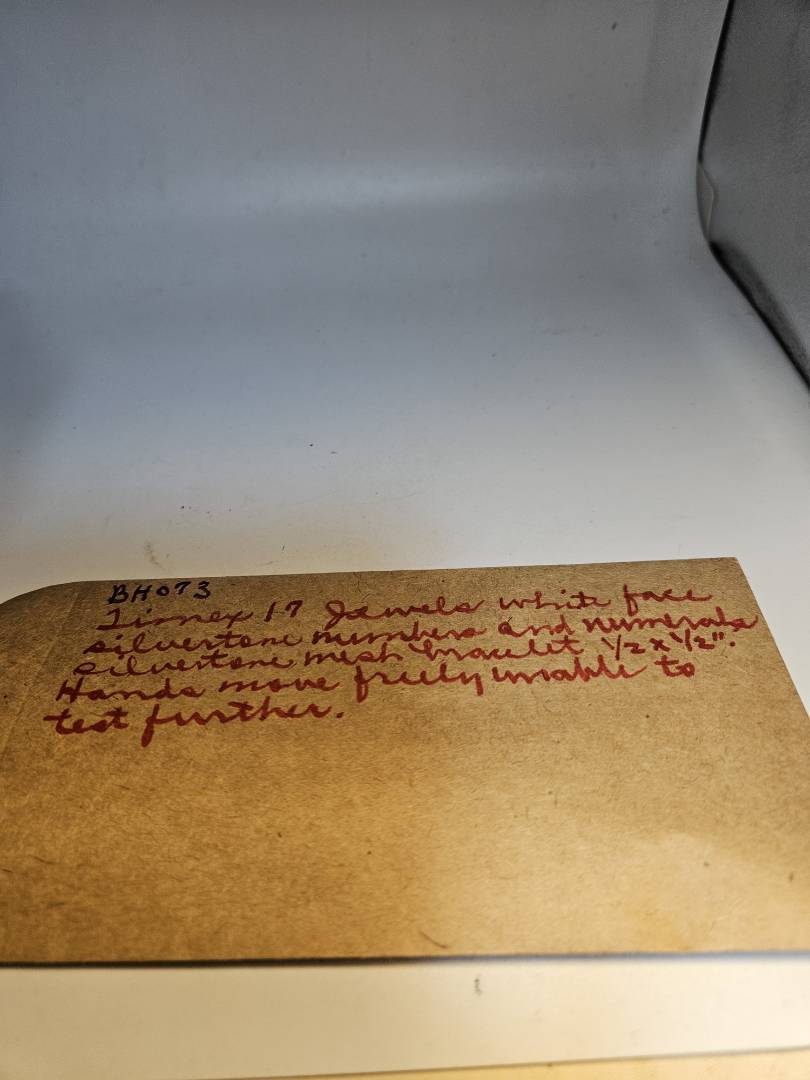 BH073
Timex 17 Jewels white face
silvertone numbers and numerals
silvertone mesh bracelet 1/2 x 1/2".
Hands move freely unable to
test further.